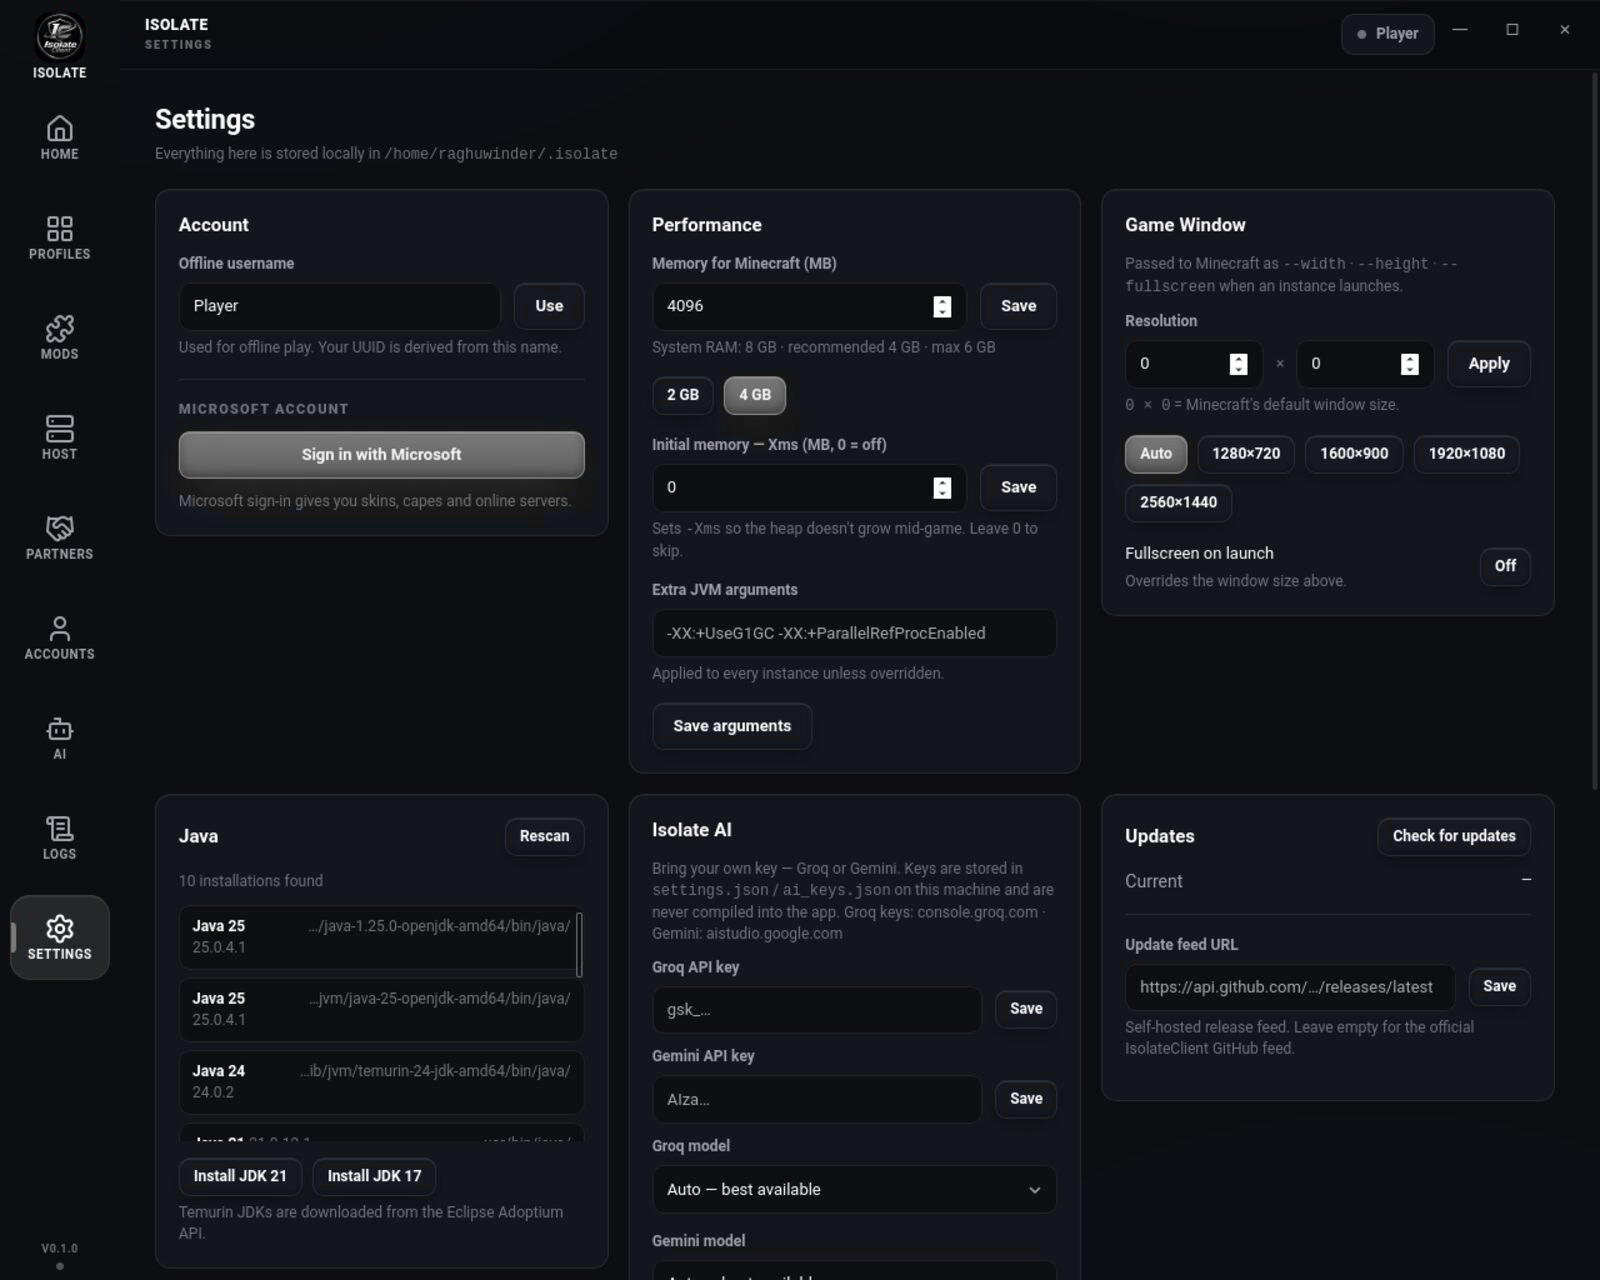 Isolate
Client
ISOLATE
HOME
PROFILES
MODS
HOST
PARTNERS
ACCOUNTS
AI
LOGS
SETTINGS
V0.1.0
ISOLATE
SETTINGS
Player
Settings
Everything here is stored locally in /home/raghuwinder/.isolate
Account
Offline username
Player
Use
Used for offline play. Your UUID is derived from this name.
MICROSOFT ACCOUNT
Sign in with Microsoft
Microsoft sign-in gives you skins, capes and online servers.
Performance
Memory for Minecraft (MB)
4096
Save
System RAM: 8 GB · recommended 4 GB · max 6 GB
2 GB
4 GB
Initial memory — Xms (MB, 0 = off)
0
Save
Sets -Xms so the heap doesn't grow mid-game. Leave 0 to
skip.
Extra JVM arguments
-XX:+UseG1GC -XX:+ParallelRefProcEnabled
Applied to every instance unless overridden.
Save arguments
Game Window
Passed to Minecraft as --width · --height · --
fullscreen when an instance launches.
Resolution
0 × 0 Apply
0 × 0 = Minecraft's default window size.
Auto
1280×720
1600×900
1920×1080
2560×1440
Fullscreen on launch
Overrides the window size above.
Off
Java
Rescan
10 installations found
Java 25 .../java-1.25.0-openjdk-amd64/bin/java/
25.0.4.1
Java 25 ...jvm/java-25-openjdk-amd64/bin/java/
25.0.4.1
Java 24 ...ib/jvm/temurin-24-jdk-amd64/bin/java/
24.0.2
Install JDK 21
Install JDK 17
Temurin JDKs are downloaded from the Eclipse Adoptium
API.
Isolate AI
Bring your own key — Groq or Gemini. Keys are stored in
settings.json / ai_keys.json on this machine and are
never compiled into the app. Groq keys: console.groq.com ·
Gemini: aistudio.google.com
Groq API key
gsk_...
Save
Gemini API key
AIza...
Save
Groq model
Auto — best available
Gemini model
Updates
Check for updates
Current –
Update feed URL
https://api.github.com/.../releases/latest
Save
Self-hosted release feed. Leave empty for the official
IsolateClient GitHub feed.